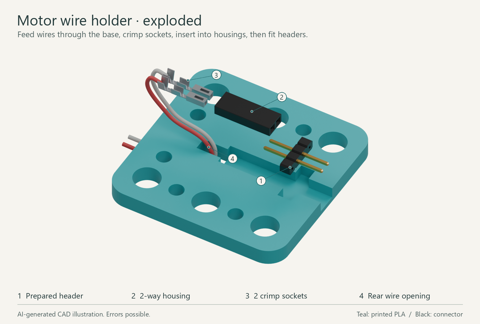 Motor wire holder · exploded
Feed wires through the base, crimp sockets, insert into housings, then fit headers.
3
2
4
1
1 Prepared header
2 2-way housing
3 2 crimp sockets
4 Rear wire opening
AI-generated CAD illustration. Errors possible.
Teal: printed PLA / Black: connector